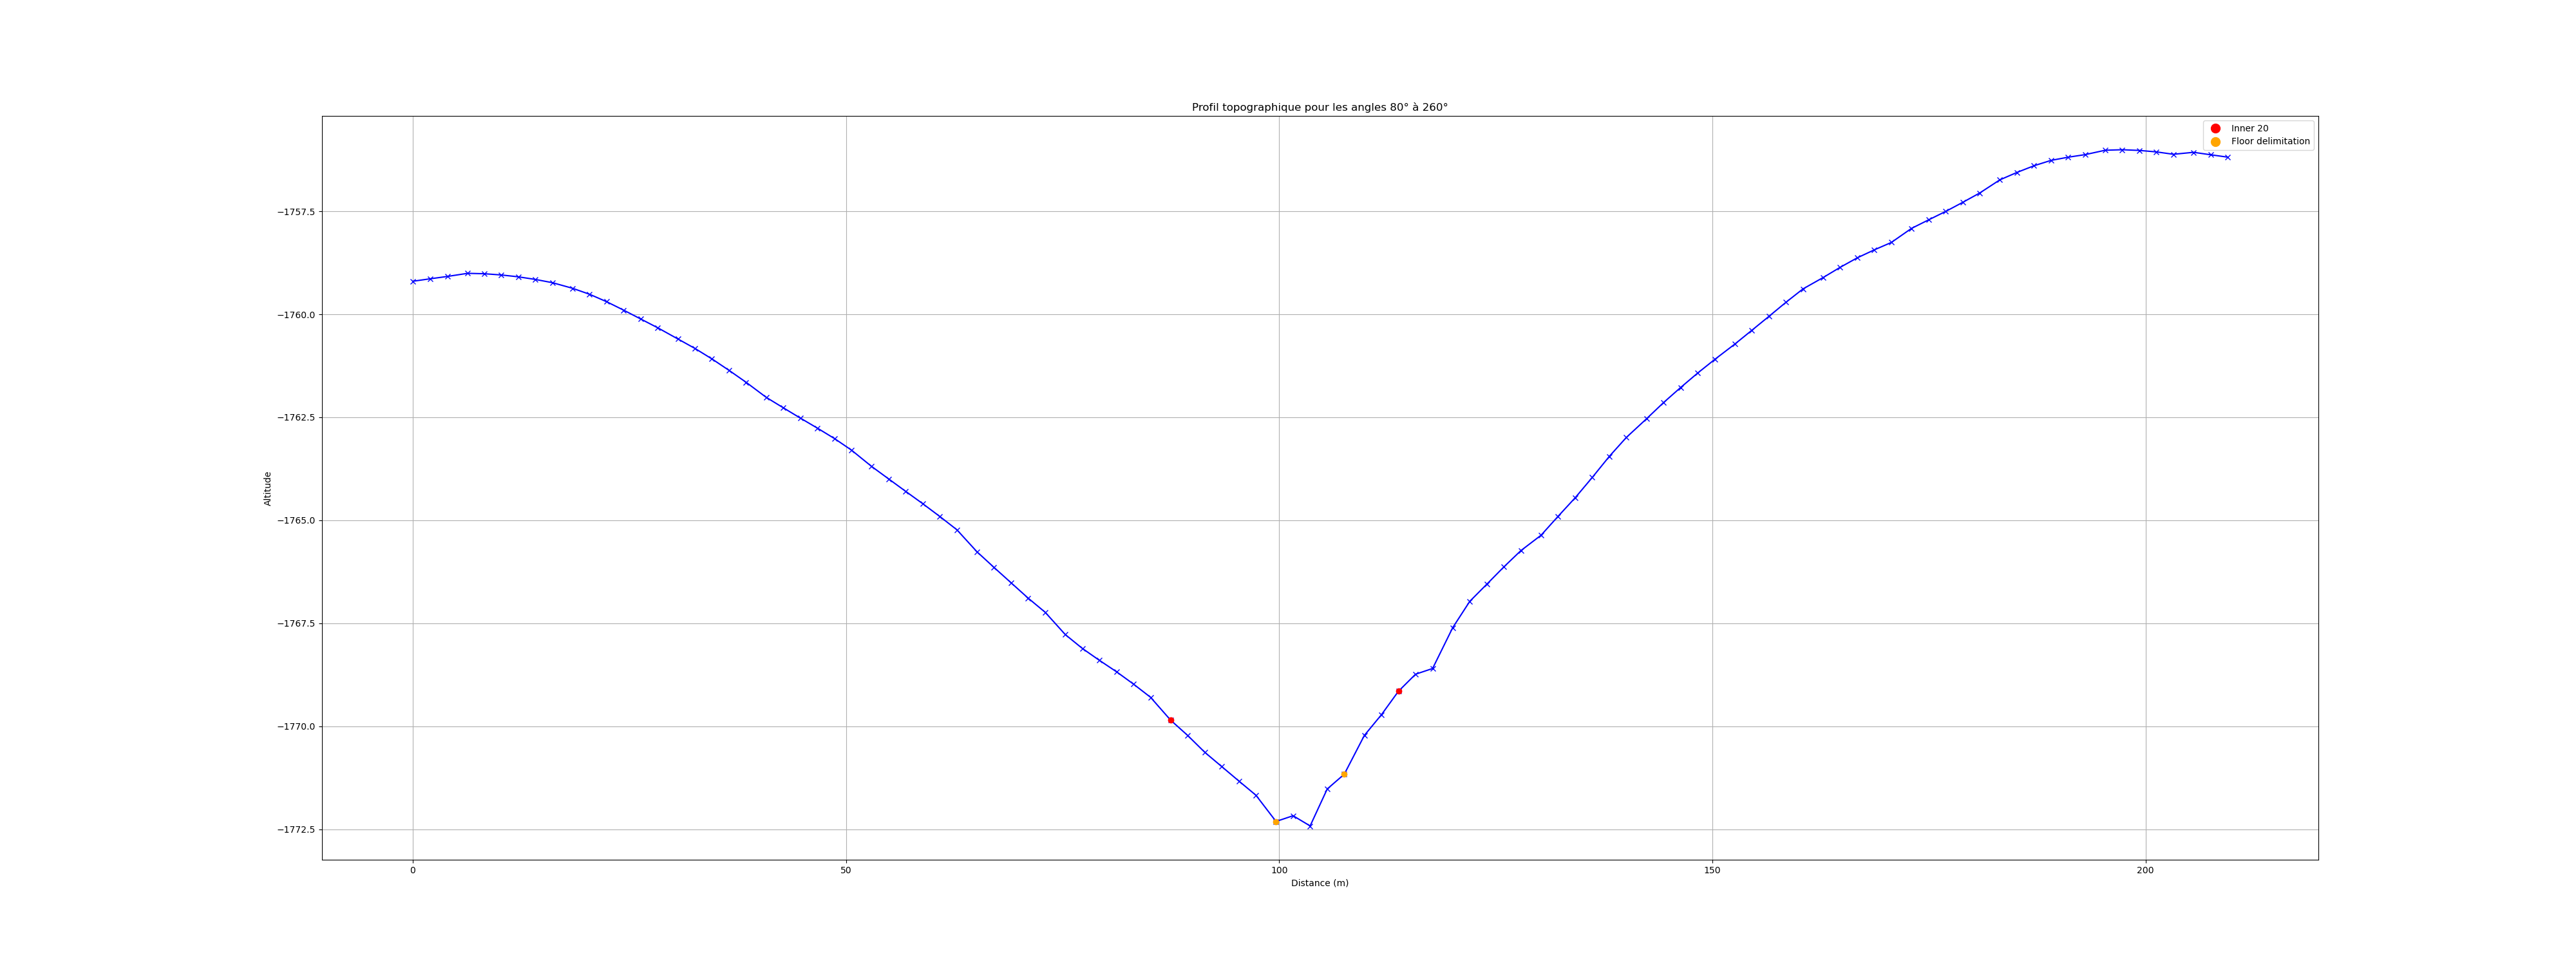 Profil topographique pour les angles 80° à 260°
Inner 20
Floor delimitation
−1757.5
−1760.0
−1762.5
−1765.0
−1767.5
−1770.0
−1772.5
Altitude
0 50 100 150 200
Distance (m)